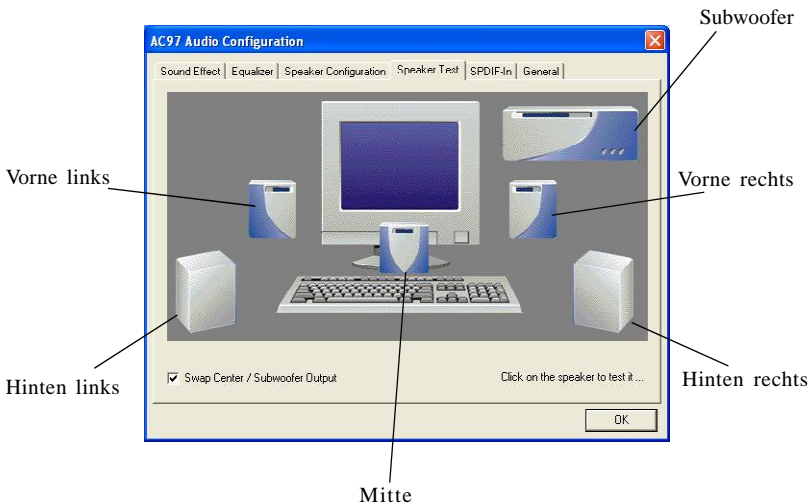 Subwoofer
AC97 Audio Configuration
Sound Effect
Equalizer
Speaker Configuration
Speaker Test
SPDIF-In
General
Vorne links
Vorne rechts
Hinten links
Hinten rechts
Swap Center / Subwoofer Output
Click on the speaker to test it ...
OK
Mitte